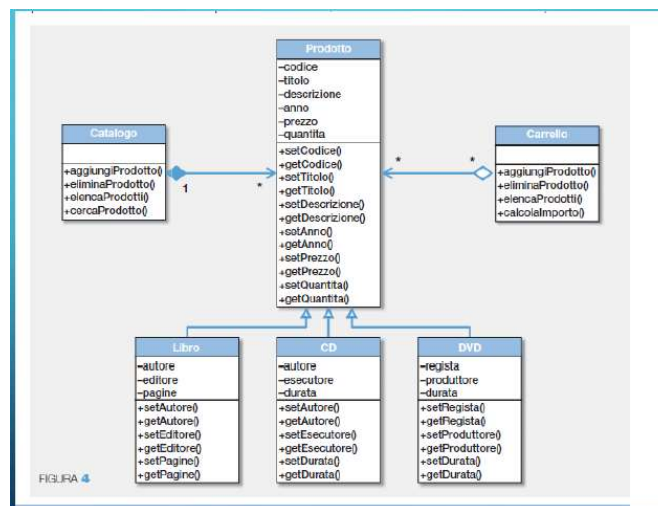 Prodotto
–codice
–titolo
–descrizione
–anno
–prezzo
–quantita
+setCodice()
+getCodice()
+setTitolo()
+getTitolo()
+setDescrizione()
+getDescrizione()
+setAnno()
+getAnno()
+setPrezzo()
+getPrezzo()
+setQuantita()
+getQuantita()
Catalogo
+aggiungiProdotto()
+eliminaProdotto()
+elencaProdotti()
+cercaProdotto()
1
*
*
*
Carrello
+aggiungiProdotto()
+eliminaProdotto()
+elencaProdotti()
+calcolaImporto()
Libro
–autore
–editore
–pagine
+setAutore()
+getAutore()
+setEditore()
+getEditore()
+setPagine()
+getPagine()
CD
–autore
–esecutore
–durata
+setAutore()
+getAutore()
+setEsecutore()
+getEsecutore()
+setDurata()
+getDurata()
DVD
–regista
–produttore
–durata
+setRegista()
+getRegista()
+setProduttore()
+getProduttore()
+setDurata()
+getDurata()
FIGURA 4